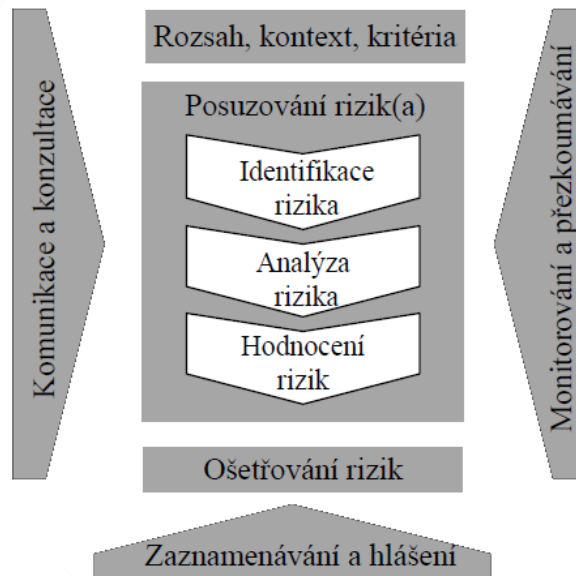 Rozsah, kontext, kritéria
Komunikace a konzultace
Posuzování rizik(a)
Identifikace
rizika
Analýza
rizika
Hodnocení
rizik
Monitorování a přezkoumávání
Ošetřování rizik
Zaznamenávání a hlášení